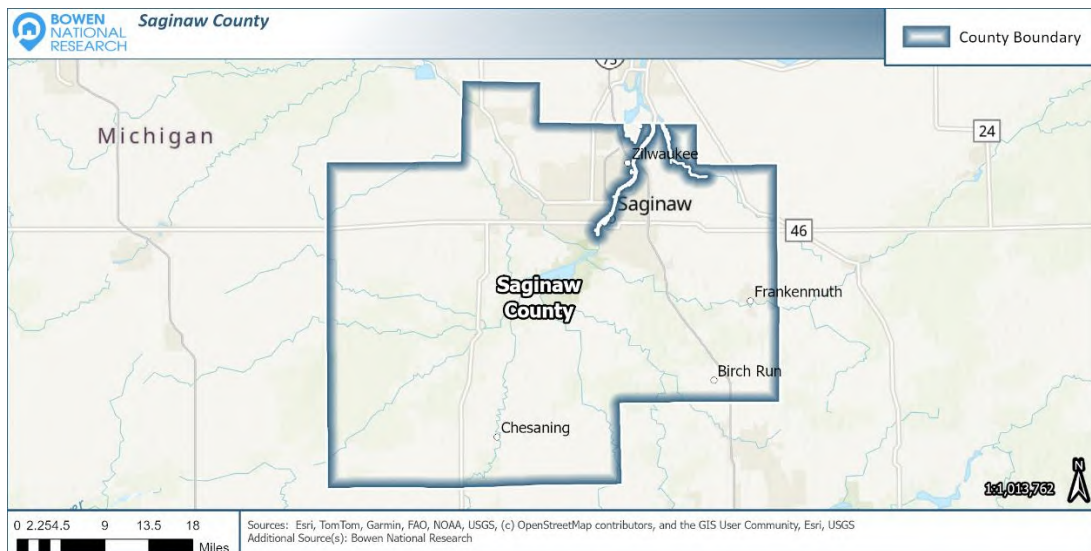 BOWEN
NATIONAL
RESEARCH
Saginaw County
County Boundary
75
Michigan
24
Zilwaukee
Saginaw
46
Saginaw
County
Frankenmuth
Birch Run
Chesaning
N
1:1,013,762
0 2.254.5 9 13.5 18
Miles
Sources: Esri, TomTom, Garmin, FAO, NOAA, USGS, (c) OpenStreetMap contributors, and the GIS User Community, Esri, USGS
Additional Source(s): Bowen National Research